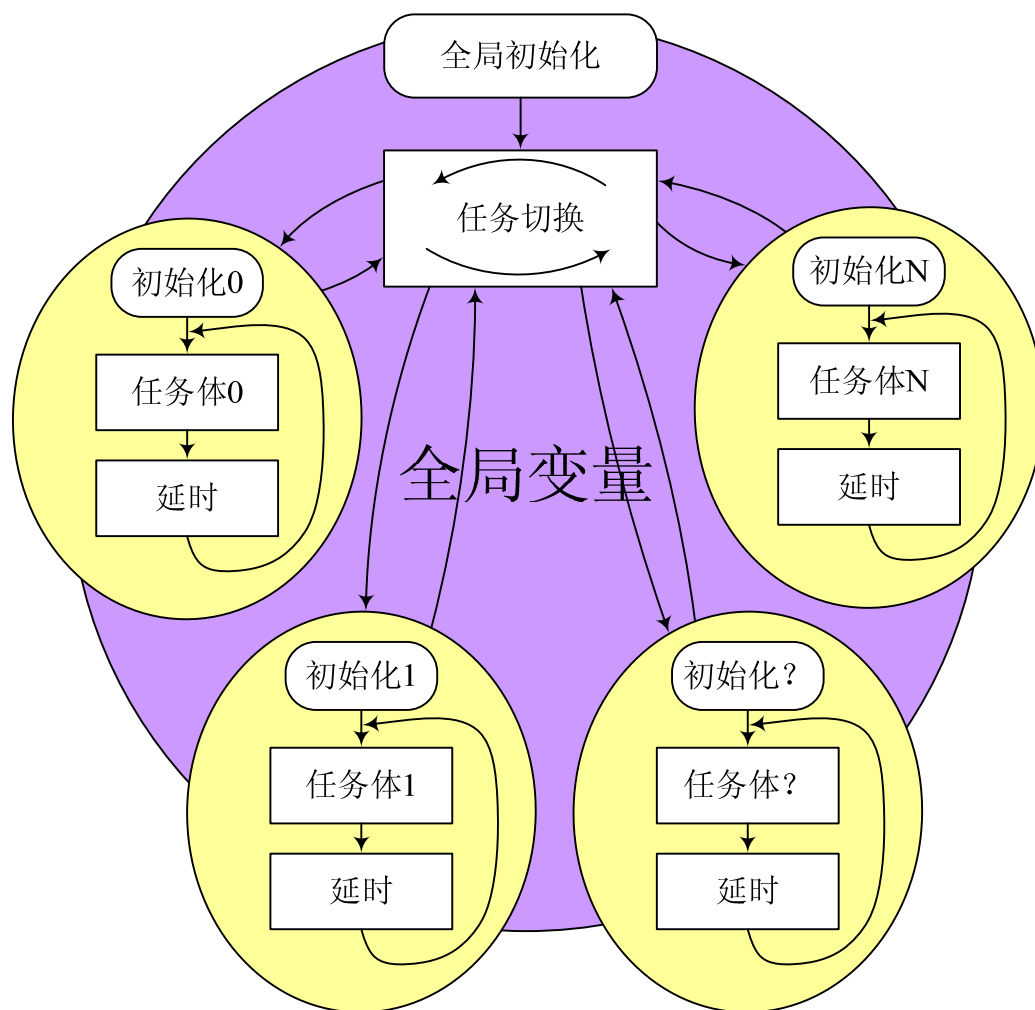 全局初始化
任务切换
初始化0
任务体0
延时
初始化N
任务体N
延时
全局变量
初始化1
任务体1
延时
初始化？
任务体？
延时